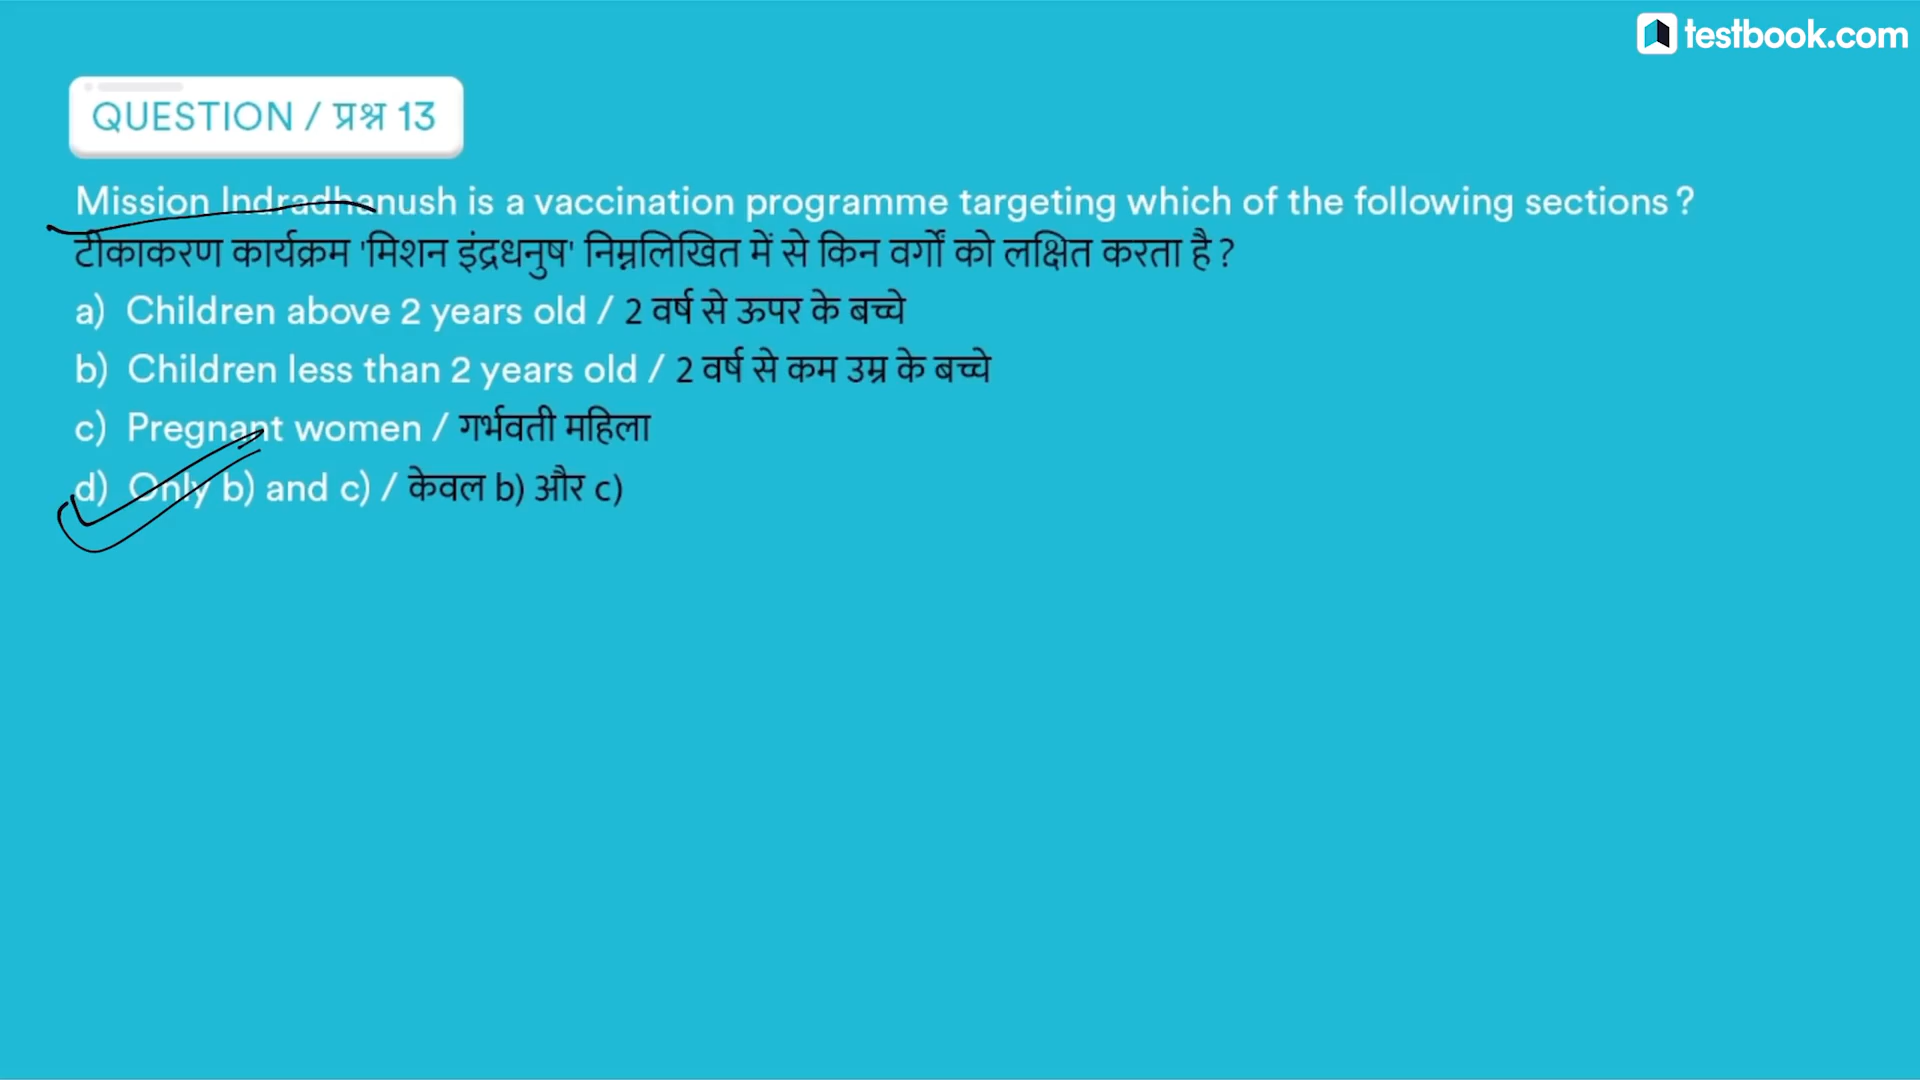 testbook.com
QUESTION / प्रश्न 13
Mission Indradhanush is a vaccination programme targeting which of the following sections ?
टीकाकरण कार्यक्रम 'मिशन इंद्रधनुष' निम्नलिखित में से किन वर्गों को लक्षित करता है ?
a) Children above 2 years old / 2 वर्ष से ऊपर के बच्चे
b) Children less than 2 years old / 2 वर्ष से कम उम्र के बच्चे
c) Pregnant women / गर्भवती महिला
d) Only b) and c) / केवल b) और c)